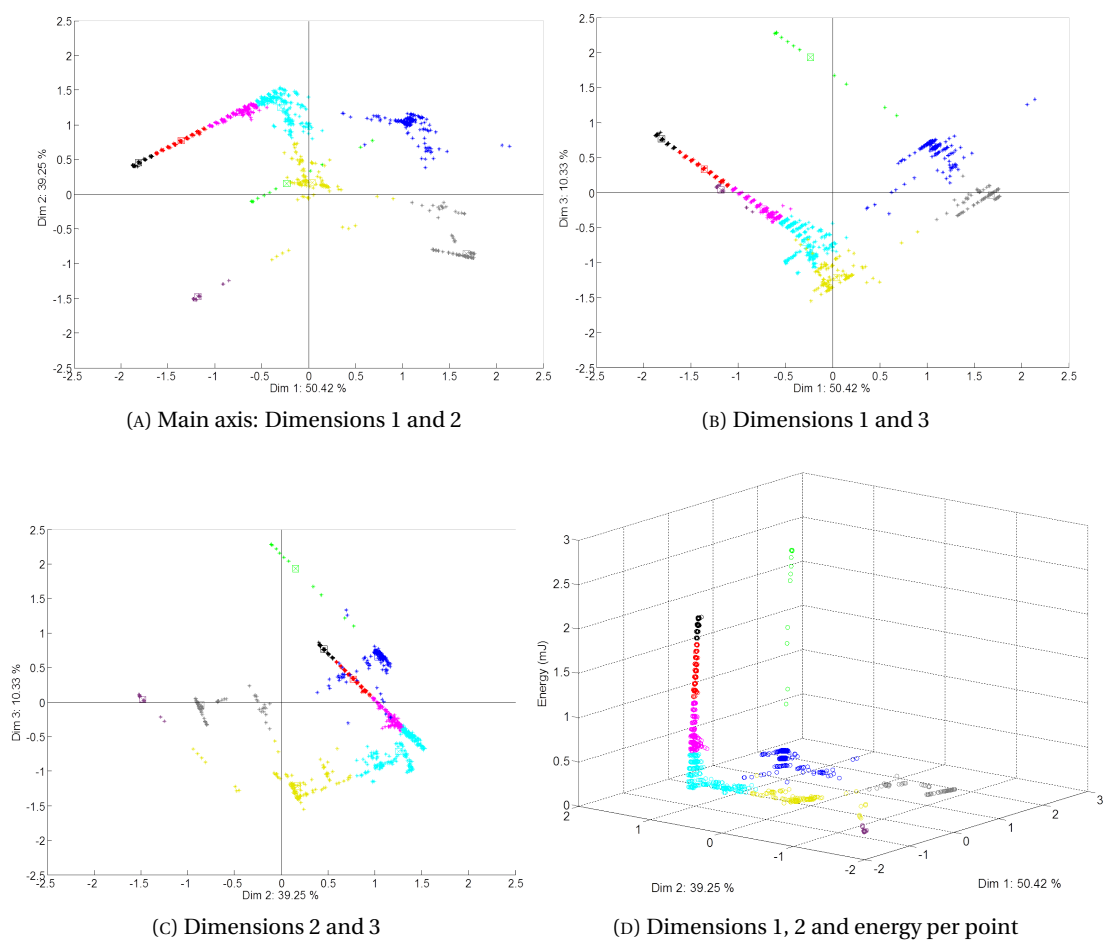 2.5
2
1.5
1
0.5
0
-0.5
-1
-1.5
-2
-2.5
-2.5 -2 -1.5 -1 -0.5 0 0.5 1 1.5 2 2.5
Dim 2: 39.25 %
Dim 1: 50.42 %
(A) Main axis: Dimensions 1 and 2
2.5
2
1.5
1
0.5
0
-0.5
-1
-1.5
-2
-2.5
-2.5 -2 -1.5 -1 -0.5 0 0.5 1 1.5 2 2.5
Dim 3: 10.33 %
Dim 1: 50.42 %
(B) Dimensions 1 and 3
2.5
2
1.5
1
0.5
0
-0.5
-1
-1.5
-2
-2.5
-2.5 -2 -1.5 -1 -0.5 0 0.5 1 1.5 2 2.5
Dim 3: 10.33 %
Dim 2: 39.25 %
(C) Dimensions 2 and 3
3
2.5
2
1.5
1
0.5
0
Energy (mJ)
2 1 0 -1 -2
-2 -1 0 1 2 3
Dim 2: 39.25 %
Dim 1: 50.42 %
(D) Dimensions 1, 2 and energy per point